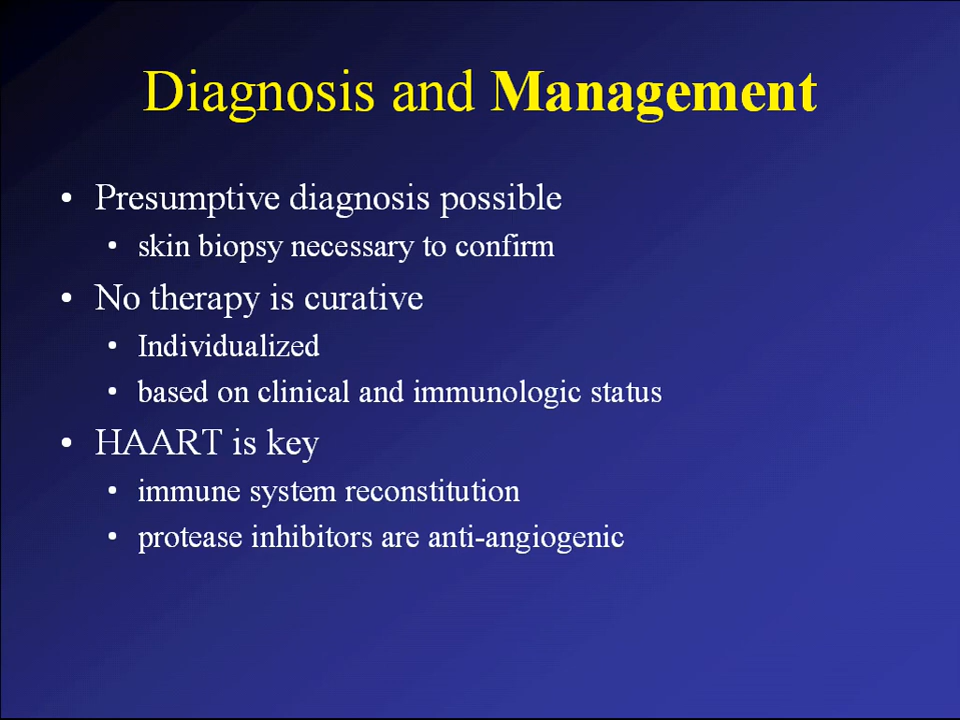 Diagnosis and Management
• Presumptive diagnosis possible
• skin biopsy necessary to confirm
• No therapy is curative
• Individualized
• based on clinical and immunologic status
• HAART is key
• immune system reconstitution
• protease inhibitors are anti-angiogenic